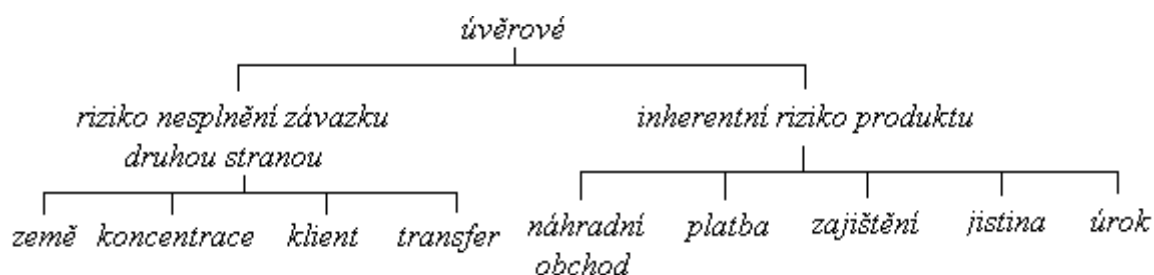 úvěrové
riziko nesplnění závazku
druhou stranou
inherentní riziko produktu
země koncentrace klient transfer
náhradní
obchod
platba zajištění jistina úrok